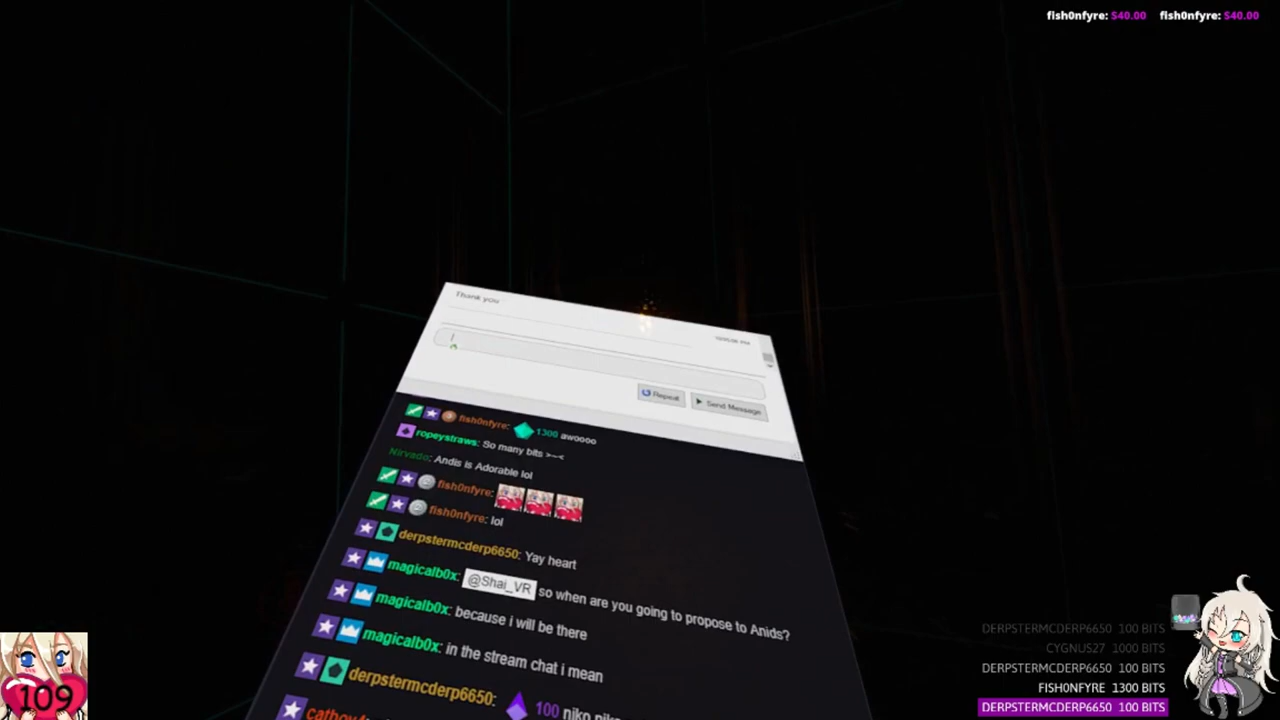 fish0nfyre: $40.00 fish0nfyre: $40.00
Thank you
Repeat
Send Message
fish0nfyre: 1300 awoooo
ropeystraws: So many bits >~<
Nirvado: Andis is Adorable lol
fish0nfyre:
fish0nfyre: lol
derpstermcderp6650: Yay heart
magicalb0x: @Shai_VR so when are you going to propose to Anids?
magicalb0x: because i will be there
magicalb0x: in the stream chat i mean
derpstermcderp6650: 100 niko
DERPSTERMCDERP6650 100 BITS
CYGNUS27 1000 BITS
DERPSTERMCDERP6650 100 BITS
FISH0NFYRE 1300 BITS
DERPSTERMCDERP6650 100 BITS
109